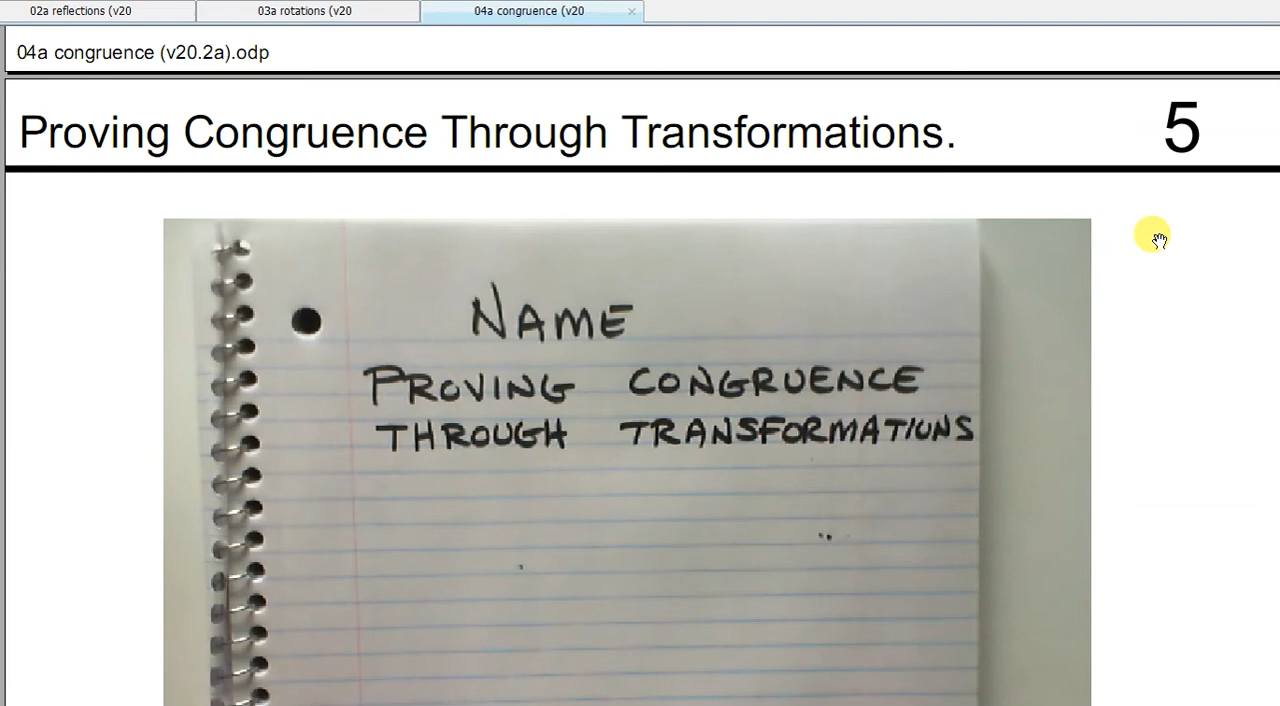 02a reflections (v20
03a rotations (v20
04a congruence (v20
04a congruence (v20.2a).odp
Proving Congruence Through Transformations.
5
NAME
PROVING CONGRUENCE
THROUGH TRANSFORMATIONS